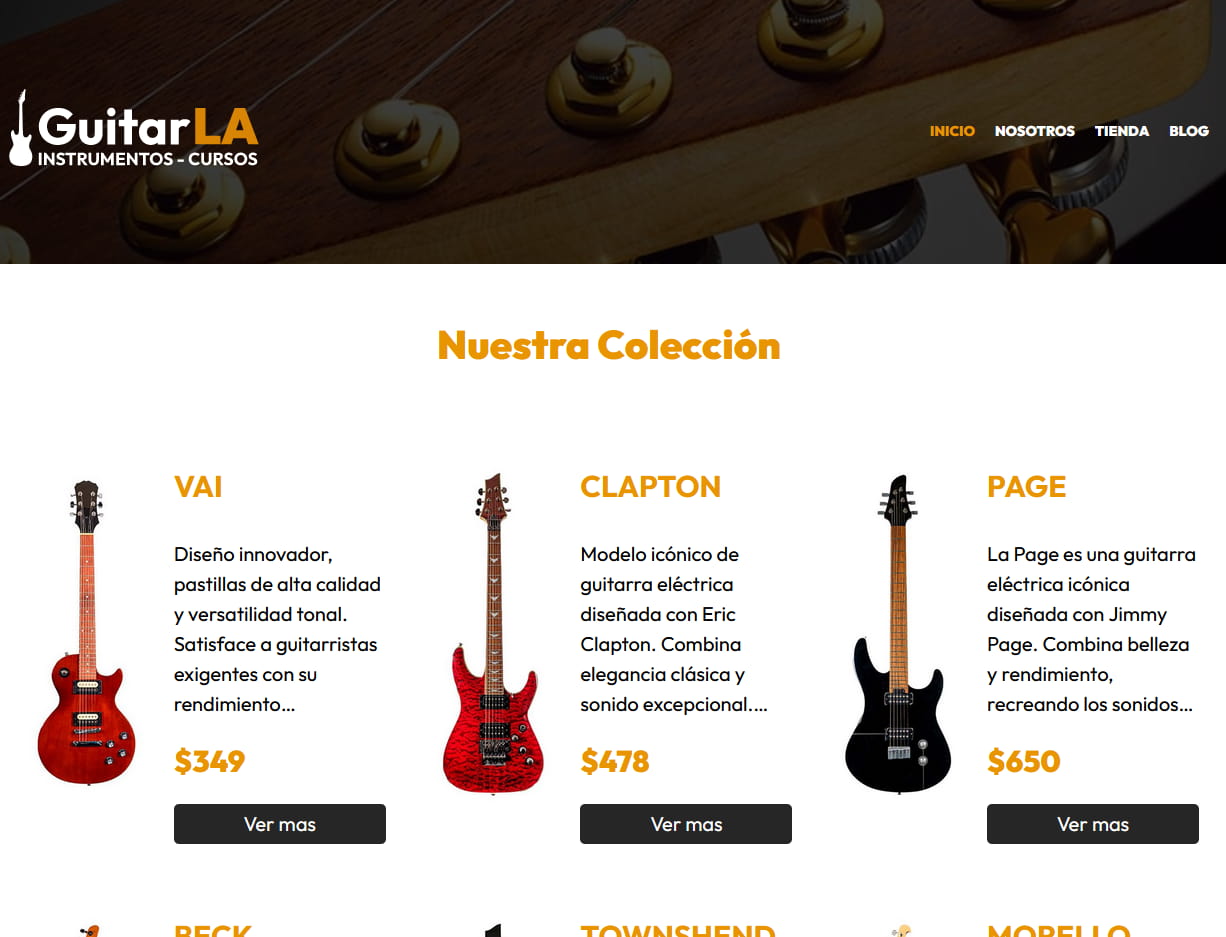 GuitarLA
INSTRUMENTOS - CURSOS
INICIO NOSOTROS TIENDA BLOG
Nuestra Colección
VAI
Diseño innovador,
pastillas de alta calidad
y versatilidad tonal.
Satisface a guitarristas
exigentes con su
rendimiento...
$349
Ver mas
CLAPTON
Modelo icónico de
guitarra eléctrica
diseñada con Eric
Clapton. Combina
elegancia clásica y
sonido excepcional....
$478
Ver mas
PAGE
La Page es una guitarra
eléctrica icónica
diseñada con Jimmy
Page. Combina belleza
y rendimiento,
recreando los sonidos...
$650
Ver mas
BECK
TOWNSHEND
MORELLO